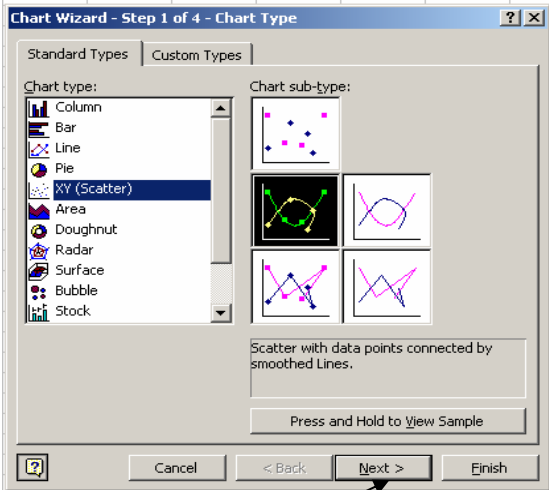 Chart Wizard - Step 1 of 4 - Chart Type
Standard Types
Custom Types
Chart type:
Column
Bar
Line
Pie
XY (Scatter)
Area
Doughnut
Radar
Surface
Bubble
Stock
Chart sub-type:
Scatter with data points connected by
smoothed Lines.
Press and Hold to View Sample
Cancel
< Back
Next >
Finish